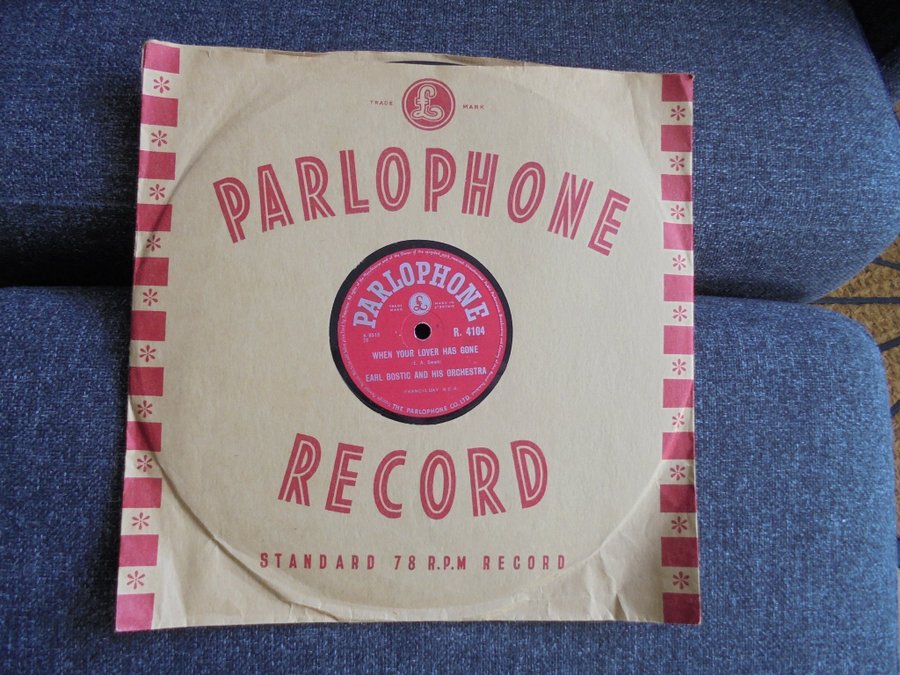 TRADE £ MARK
PARLOPHONE
PARLOPHONE
TRADE MARK £ MADE IN
R. 4104
WHEN YOUR LOVER HAS GONE
EARL BOSTIC AND HIS ORCHESTRA
THE PARLOPHONE CO. LTD.
RECORD
STANDARD 78 R.P.M RECORD